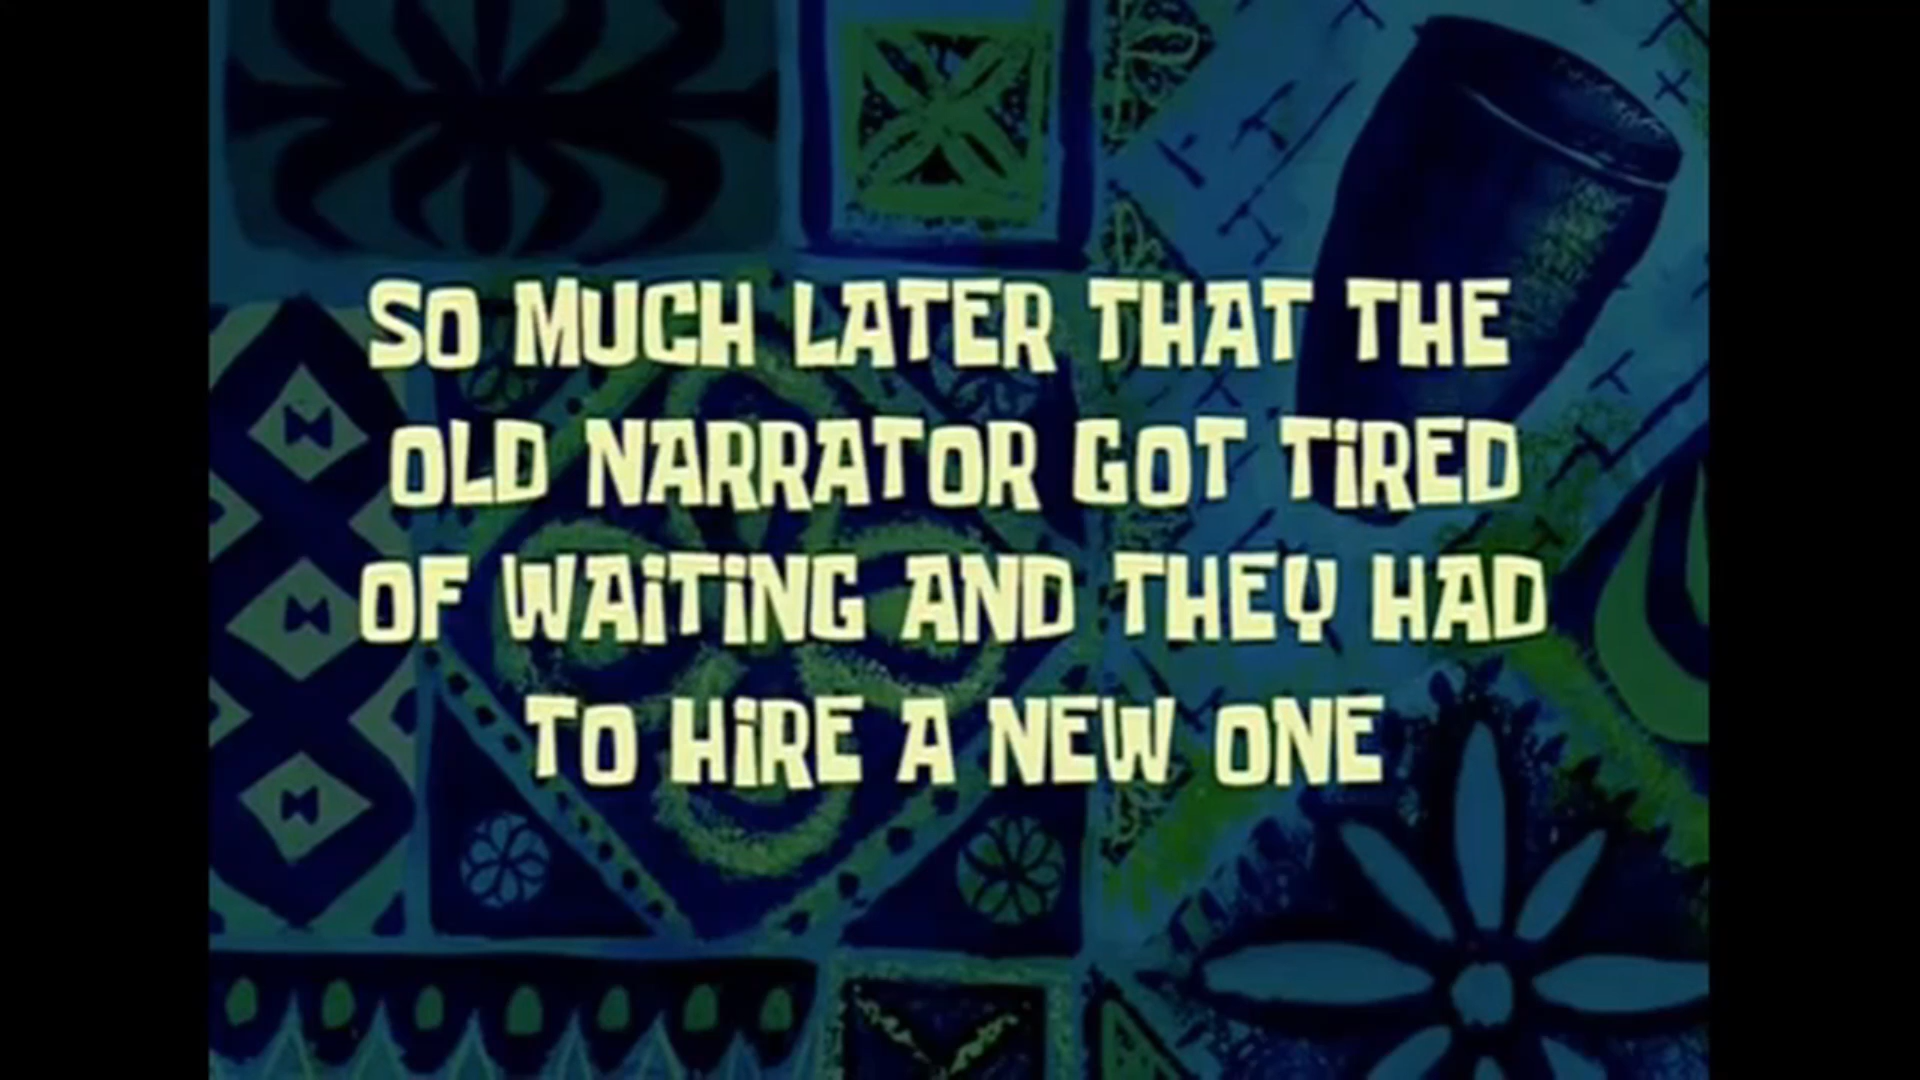 SO MUCH LATER THAT THE
OLD NARRATOR GOT TiRED
OF WAiTiNG AND THEY HAD
TO HiRE A NEW ONE